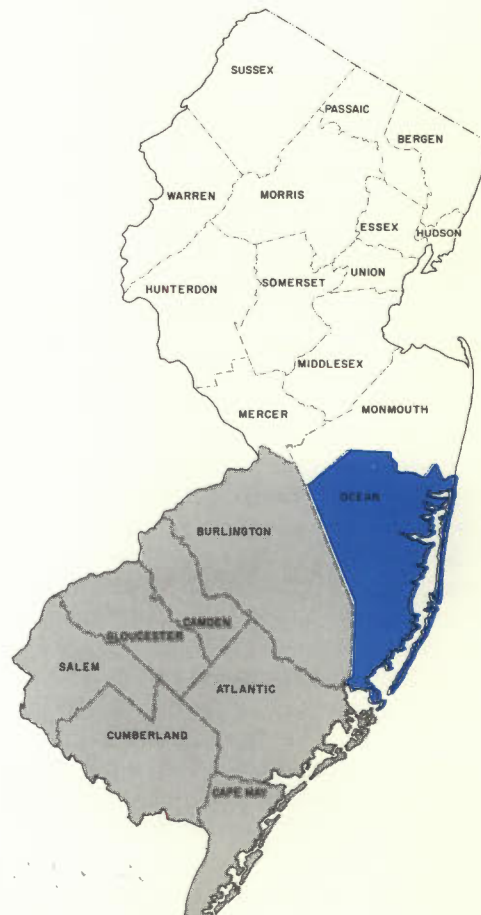 SUSSEX
PASSAIC
BERGEN
WARREN
MORRIS
ESSEX
HUDSON
HUNTERDON
SOMERSET
UNION
MIDDLESEX
MERCER
MONMOUTH
OCEAN
BURLINGTON
CAMDEN
GLOUCESTER
SALEM
ATLANTIC
CUMBERLAND
CAPE MAY